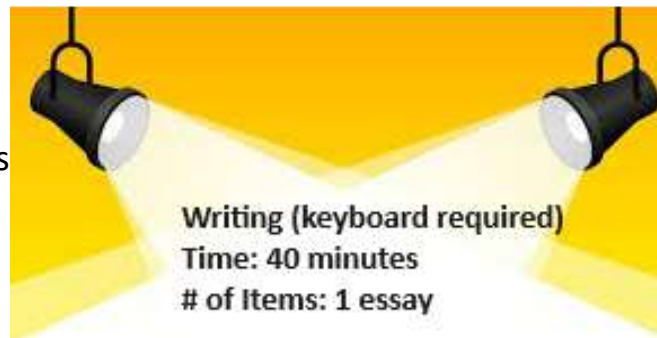 s
Writing (keyboard required)
Time: 40 minutes
# of Items: 1 essay